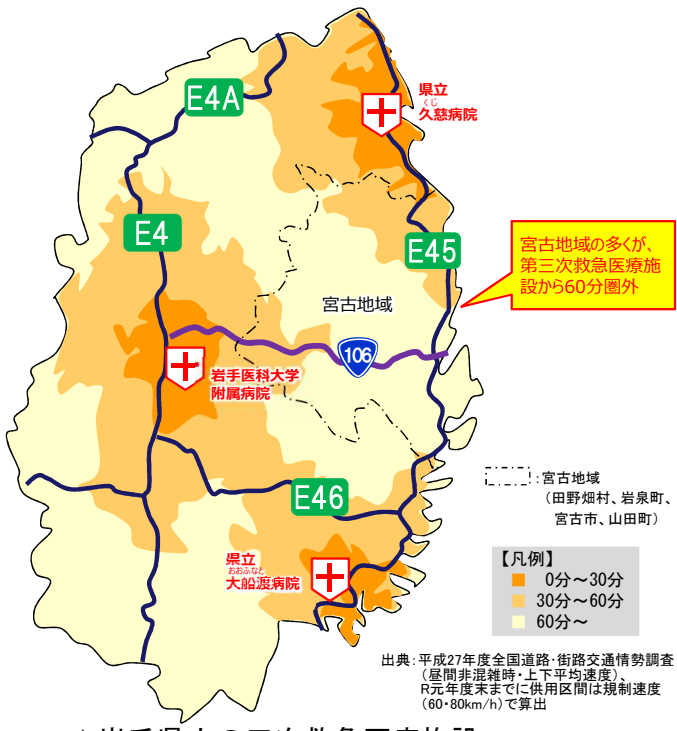 E4A
県立
くじ
久慈病院
E4
E45
宮古地域の多くが、
第三次救急医療施
設から60分圏外
宮古地域
106
岩手医科大学
附属病院
E46
:宮古地域
(田野畑村、岩泉町、
宮古市、山田町)
県立
おおふなと
大船渡病院
【凡例】
0分~30分
30分~60分
60分~
出典:平成27年度全国道路・街路交通情勢調査
(昼間非混雑時・上下平均速度)、
R元年度末までに供用区間は規制速度
(60・80km/h)で算出